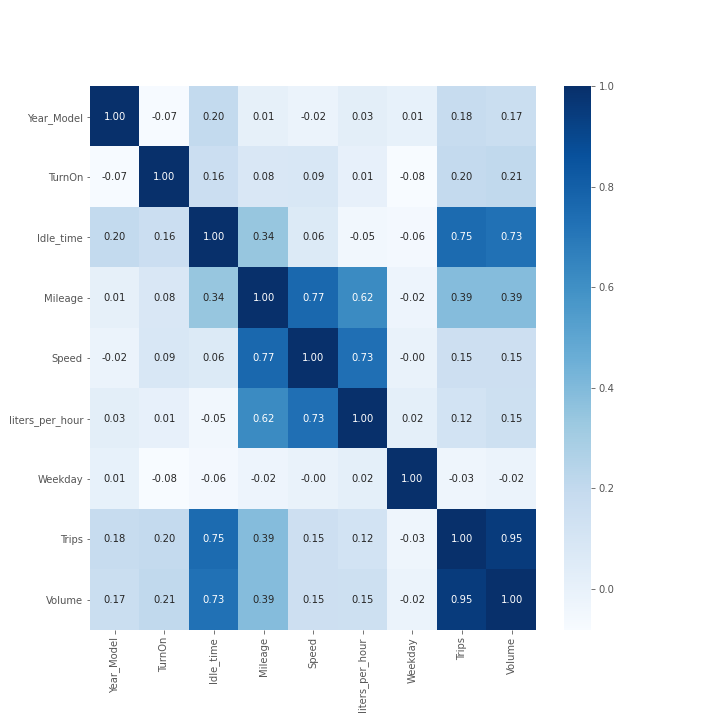 1.0
Year_Model 1.00 -0.07 0.20 0.01 -0.02 0.03 0.01 0.18 0.17
TurnOn -0.07 1.00 0.16 0.08 0.09 0.01 -0.08 0.20 0.21
0.8
Idle_time 0.20 0.16 1.00 0.34 0.06 -0.05 -0.06 0.75 0.73
0.6
Mileage 0.01 0.08 0.34 1.00 0.77 0.62 -0.02 0.39 0.39
Speed -0.02 0.09 0.06 0.77 1.00 0.73 -0.00 0.15 0.15
0.4
liters_per_hour 0.03 0.01 -0.05 0.62 0.73 1.00 0.02 0.12 0.15
Weekday 0.01 -0.08 -0.06 -0.02 -0.00 0.02 1.00 -0.03 -0.02
0.2
Trips 0.18 0.20 0.75 0.39 0.15 0.12 -0.03 1.00 0.95
0.0
Volume 0.17 0.21 0.73 0.39 0.15 0.15 -0.02 0.95 1.00
Year_Model
TurnOn
Idle_time
Mileage
Speed
liters_per_hour
Weekday
Trips
Volume